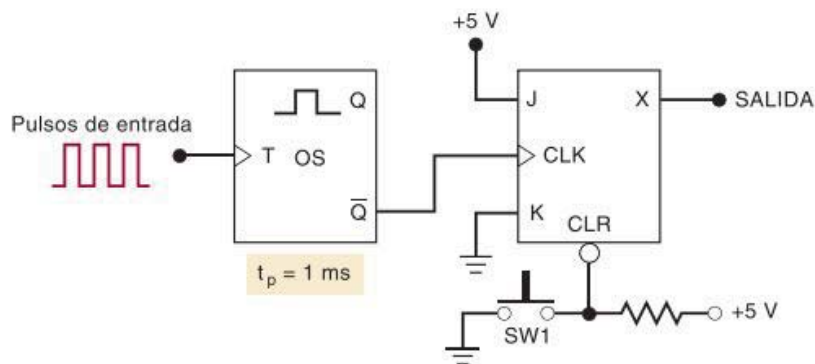 +5 V
Pulsos de entrada
Q
J
X
SALIDA
T
OS
CLK
Q̅
K
CLR
t_p = 1 ms
SW1
+5 V